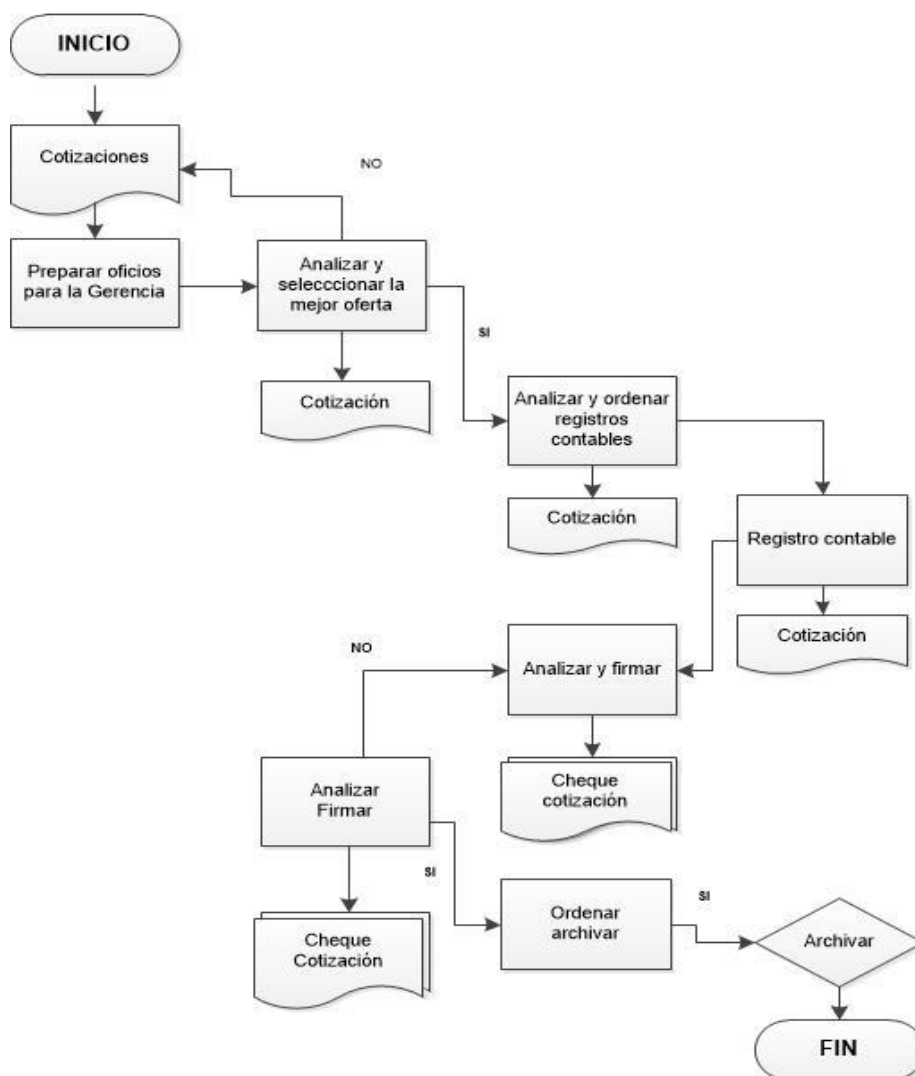 INICIO
Cotizaciones
NO
Preparar oficios
para la Gerencia
Analizar y
selecccionar la
mejor oferta
SI
Cotización
Analizar y ordenar
registros
contables
Cotización
Registro contable
Cotización
NO
Analizar y firmar
Cheque
cotización
Analizar
Firmar
SI
Cheque
Cotización
Ordenar
archivar
SI
Archivar
FIN